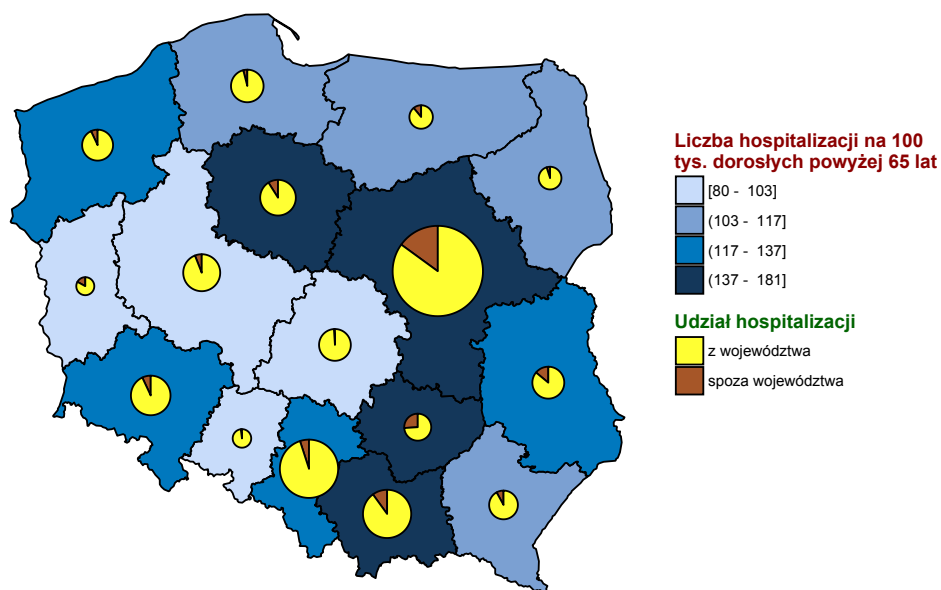 Liczba hospitalizacji na 100
tys. dorosłych powyżej 65 lat
[80 - 103]
(103 - 117]
(117 - 137]
(137 - 181]
Udział hospitalizacji
z województwa
spoza województwa